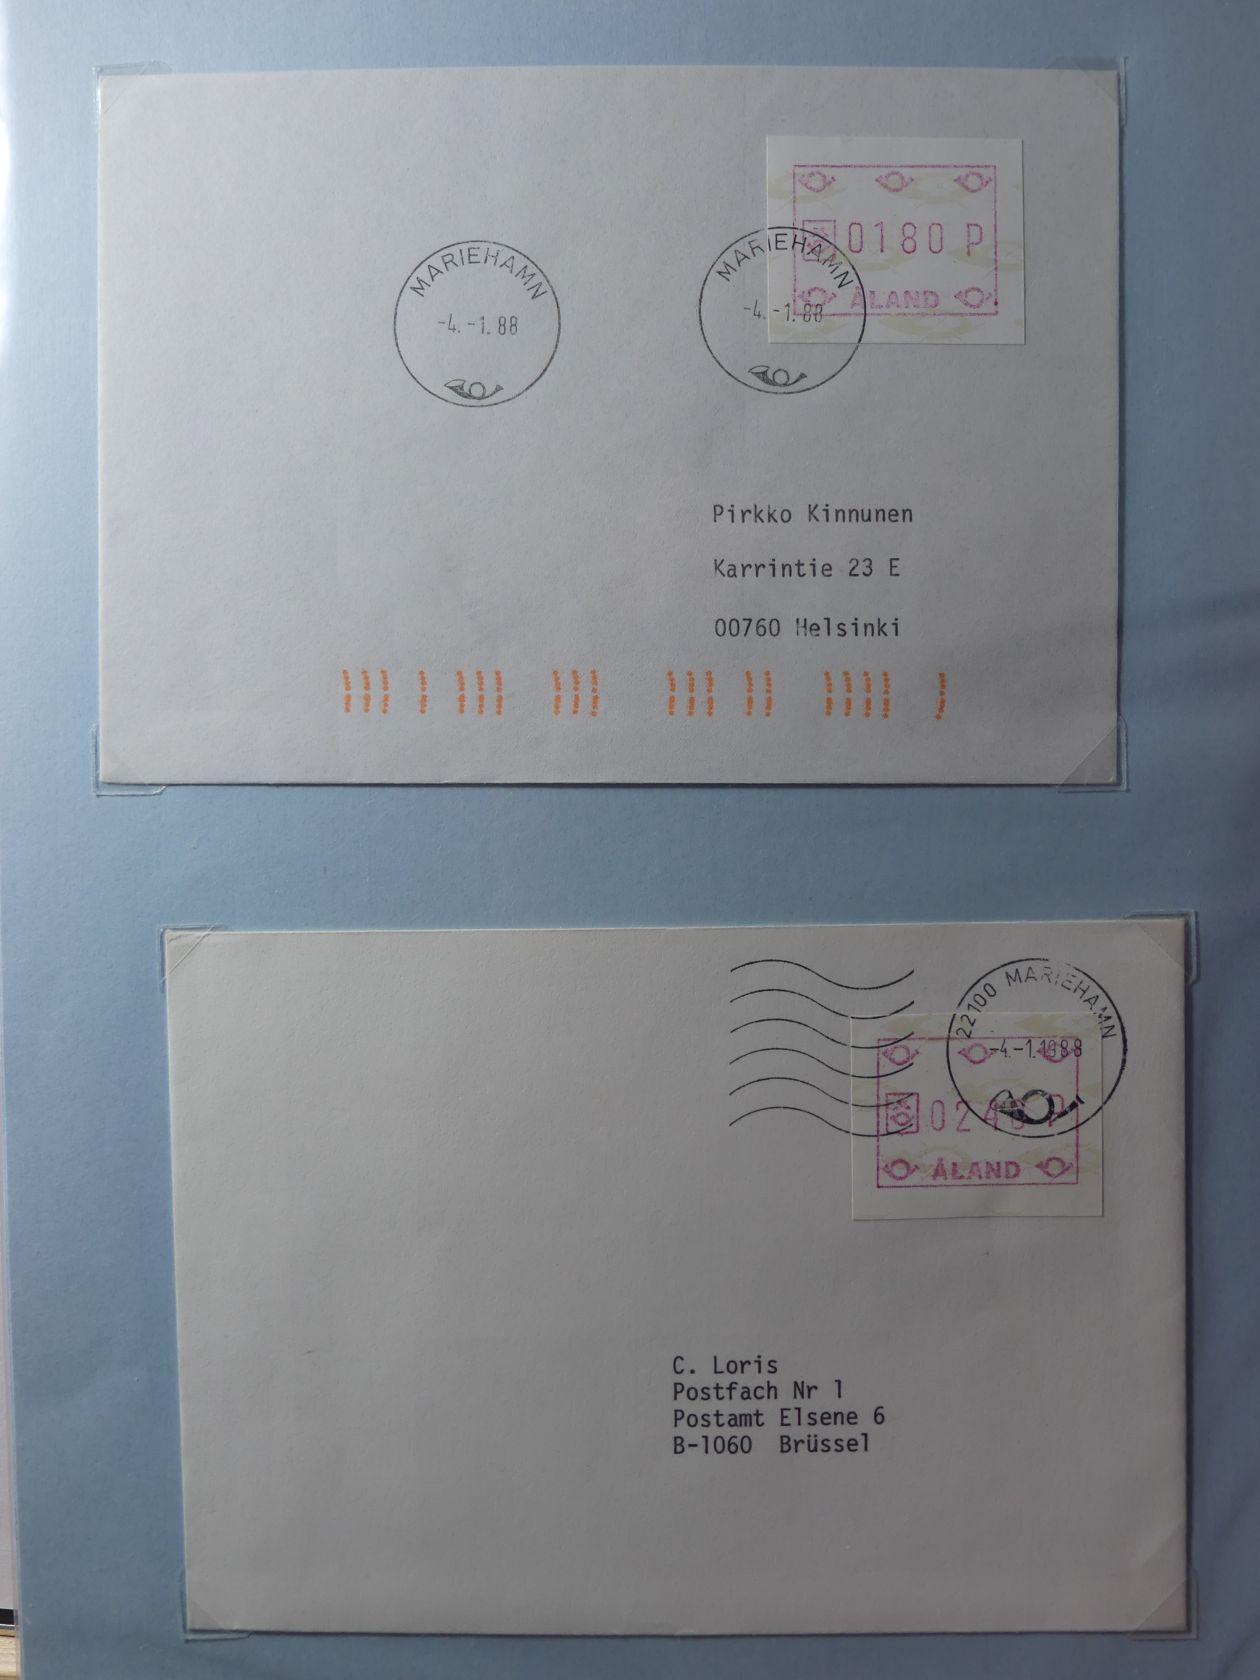 0180 P
ÅLAND
MARIEHAMN
-4.-1.88
MARIEHAMN
-4.-1.88
Pirkko Kinnunen
Karrintie 23 E
00760 Helsinki
22100 MARIEHAMN
-4.-1.1988
ÅLAND
C. Loris
Postfach Nr 1
Postamt Elsene 6
B-1060 Brüssel